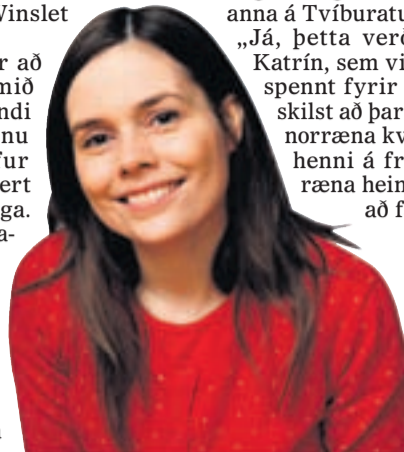 Winslet
r að
mið
ndi
nu
fur
ert
ga.
a-
anna á Tvíburatu
„Já, þetta verð
Katrín, sem vi
spennt fyrir
skilst að þar
norræna kv
henni á fr
ræna hein
að f